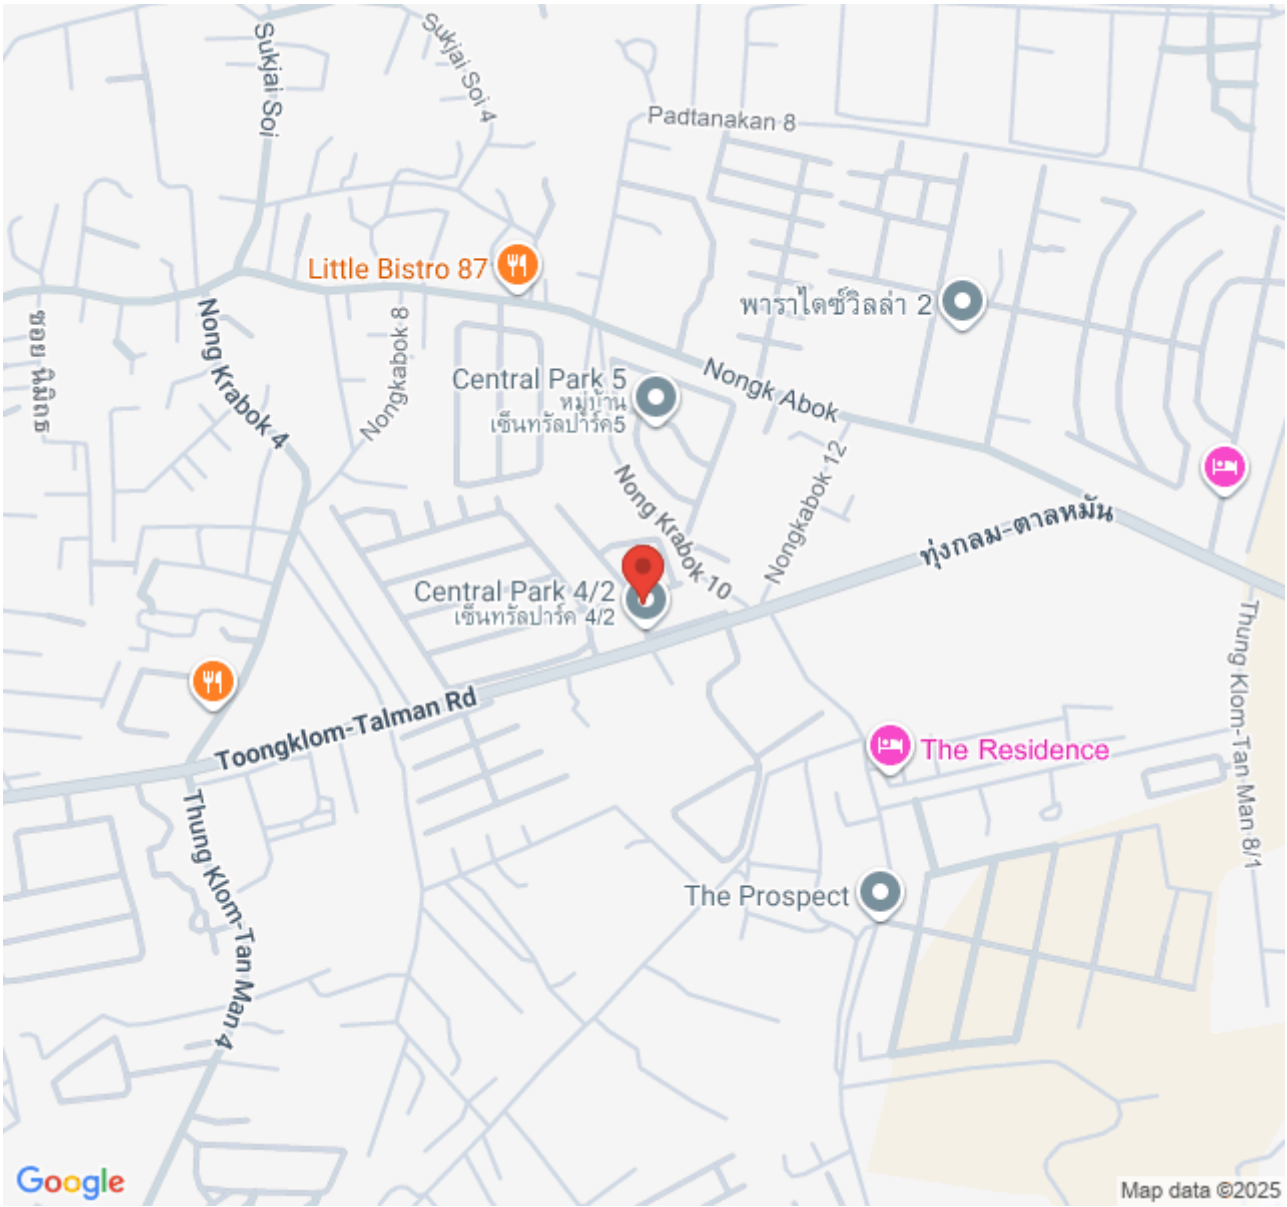 Sukjai Soi
Sukjai Soi 4
Padtanakan 8
Little Bistro 87
พาราไดซ์วิลล่า 2
ซอย นิมิถธ
Nong Krabok 4
Nongkabok 8
Central Park 5
หมู่บ้าน
เซ็นทรัลปาร์ค5
Nongk Abok
Nong Krabok 10
Nongkabok 12
ทุ่งกลม-ตาลหมัน
Central Park 4/2
เซ็นทรัลปาร์ค 4/2
Toongklom-Talman Rd
Thung Klom-Tan Man 8/1
The Residence
Thung Klom-Tan Man 4
The Prospect
Google
Map data ©2025